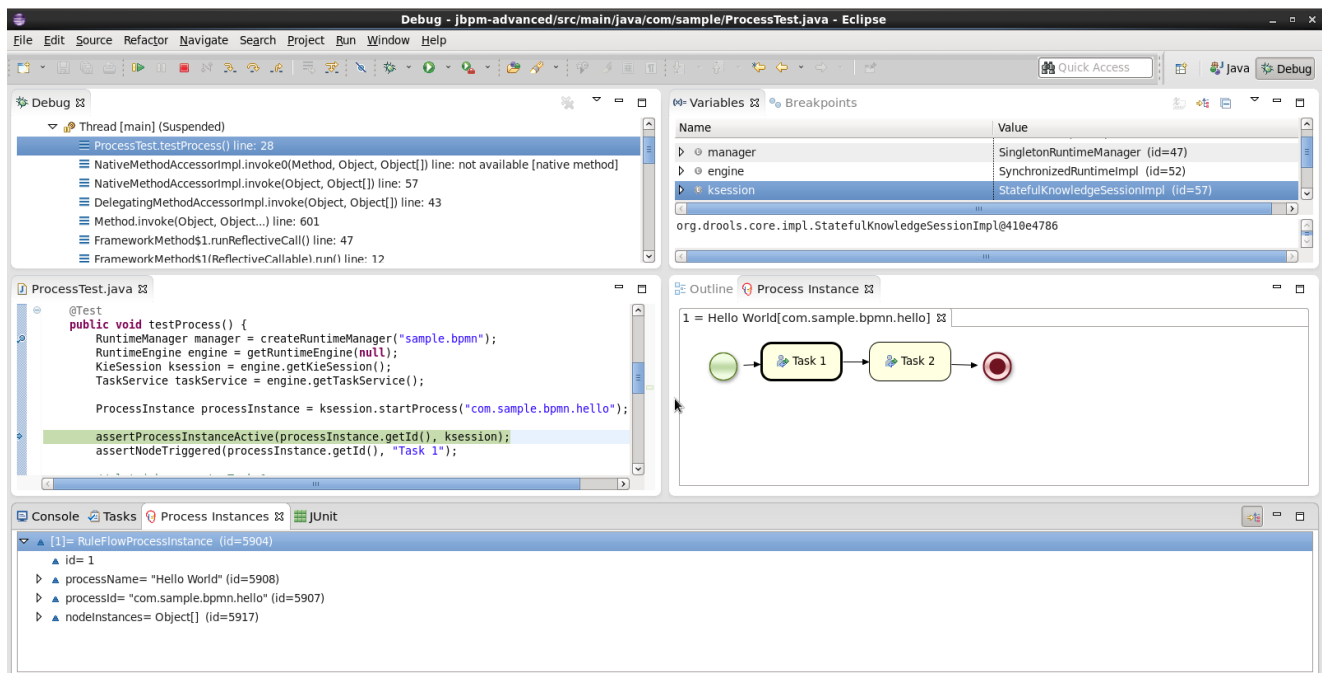 Debug - jbpm-advanced/src/main/java/com/sample/ProcessTest.java - Eclipse
File Edit Source Refactor Navigate Search Project Run Window Help
Quick Access Java Debug
Debug
Thread [main] (Suspended)
ProcessTest.testProcess() line: 28
NativeMethodAccessorImpl.invoke0(Method, Object, Object[]) line: not available [native method]
NativeMethodAccessorImpl.invoke(Object, Object[]) line: 57
DelegatingMethodAccessorImpl.invoke(Object, Object[]) line: 43
Method.invoke(Object, Object...) line: 601
FrameworkMethod$1.runReflectiveCall() line: 47
FrameworkMethod$1(ReflectiveCallable).run() line: 12
Variables Breakpoints
Name Value
manager SingletonRuntimeManager (id=47)
engine SynchronizedRuntimeImpl (id=52)
ksession StatefulKnowledgeSessionImpl (id=57)
org.drools.core.impl.StatefulKnowledgeSessionImpl@410e4786
ProcessTest.java
@Test
public void testProcess() {
RuntimeManager manager = createRuntimeManager("sample.bpmn");
RuntimeEngine engine = getRuntimeEngine(null);
KieSession ksession = engine.getKieSession();
TaskService taskService = engine.getTaskService();
ProcessInstance processInstance = ksession.startProcess("com.sample.bpmn.hello");
assertProcessInstanceActive(processInstance.getId(), ksession);
assertNodeTriggered(processInstance.getId(), "Task 1");
Outline Process Instance
1 = Hello World[com.sample.bpmn.hello]
Task 1 Task 2
Console Tasks Process Instances JUnit
[1]= RuleFlowProcessInstance (id=5904)
id= 1
processName= "Hello World" (id=5908)
processId= "com.sample.bpmn.hello" (id=5907)
nodeInstances= Object[] (id=5917)